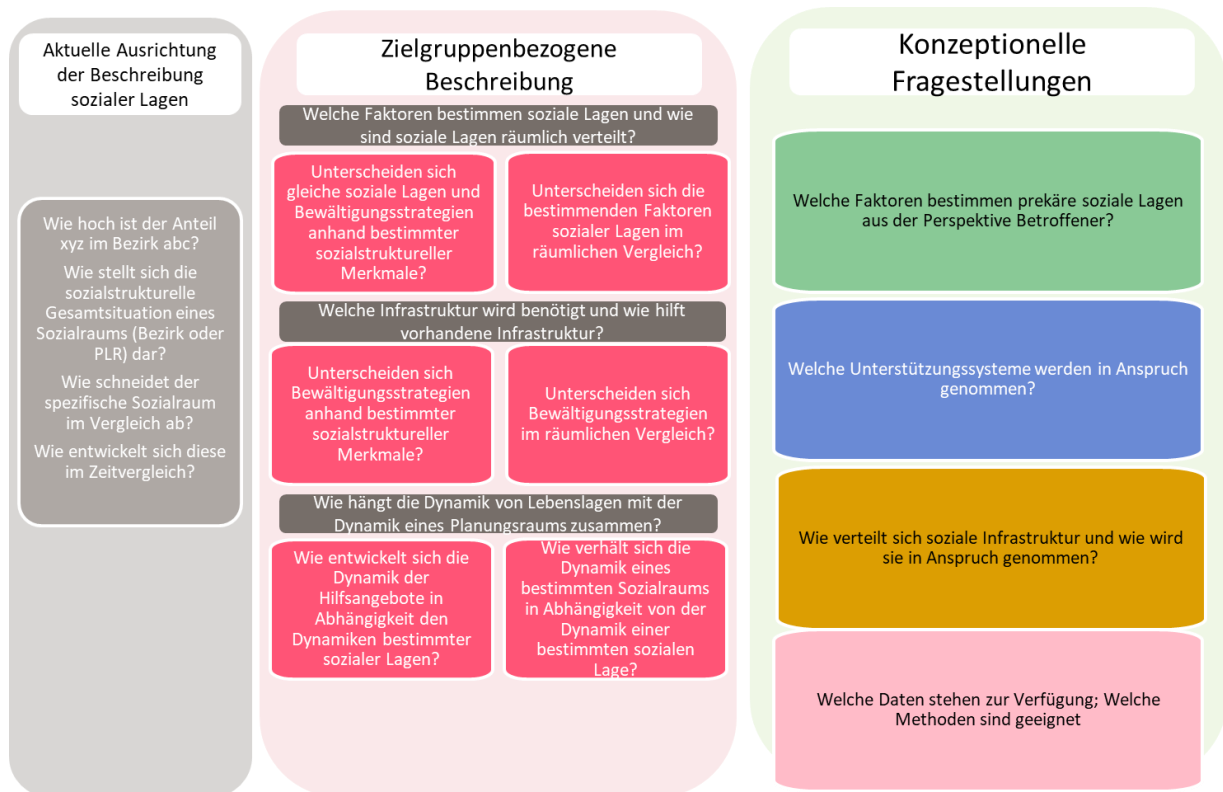 Aktuelle Ausrichtung
der Beschreibung
sozialer Lagen
Wie hoch ist der Anteil
xyz im Bezirk abc?
Wie stellt sich die
sozialstrukturelle
Gesamtsituation eines
Sozialraums (Bezirk oder
PLR) dar?
Wie schneidet der
spezifische Sozialraum
im Vergleich ab?
Wie entwickelt sich diese
im Zeitvergleich?
Zielgruppenbezogene
Beschreibung
Welche Faktoren bestimmen soziale Lagen und wie
sind soziale Lagen räumlich verteilt?
Unterscheiden sich
gleiche soziale Lagen und
Bewältigungsstrategien
anhand bestimmter
sozialstruktureller
Merkmale?
Unterscheiden sich die
bestimmenden Faktoren
sozialer Lagen im
räumlichen Vergleich?
Welche Infrastruktur wird benötigt und wie hilft
vorhandene Infrastruktur?
Unterscheiden sich
Bewältigungsstrategien
anhand bestimmter
sozialstruktureller
Merkmale?
Unterscheiden sich
Bewältigungsstrategien
im räumlichen Vergleich?
Wie hängt die Dynamik von Lebenslagen mit der
Dynamik eines Planungsraums zusammen?
Wie entwickelt sich die
Dynamik der
Hilfsangebote in
Abhängigkeit den
Dynamiken bestimmter
sozialer Lagen?
Wie verhält sich die
Dynamik eines
bestimmten Sozialraums
in Abhängigkeit von der
Dynamik einer
bestimmten sozialen
Lage?
Konzeptionelle
Fragestellungen
Welche Faktoren bestimmen prekäre soziale Lagen
aus der Perspektive Betroffener?
Welche Unterstützungssysteme werden in Anspruch
genommen?
Wie verteilt sich soziale Infrastruktur und wie wird
sie in Anspruch genommen?
Welche Daten stehen zur Verfügung; Welche
Methoden sind geeignet